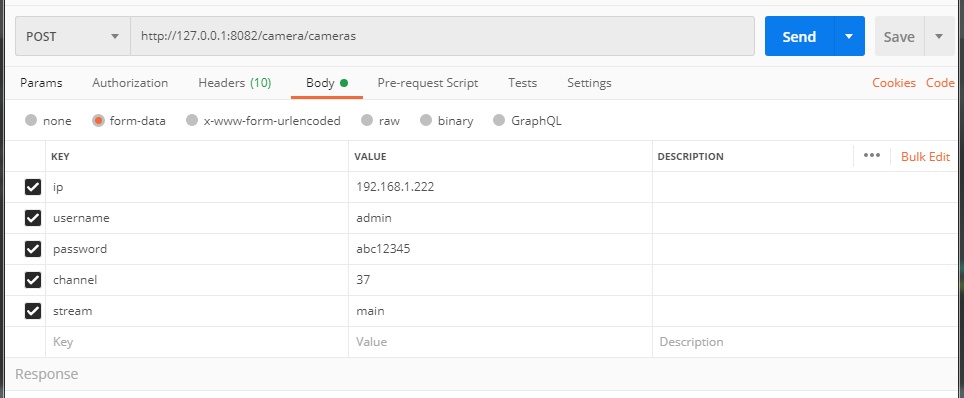 POST http://127.0.0.1:8082/camera/cameras Send Save
Params Authorization Headers (10) Body Pre-request Script Tests Settings Cookies Code
none form-data x-www-form-urlencoded raw binary GraphQL
KEY VALUE DESCRIPTION ••• Bulk Edit
ip 192.168.1.222
username admin
password abc12345
channel 37
stream main
Key Value Description
Response